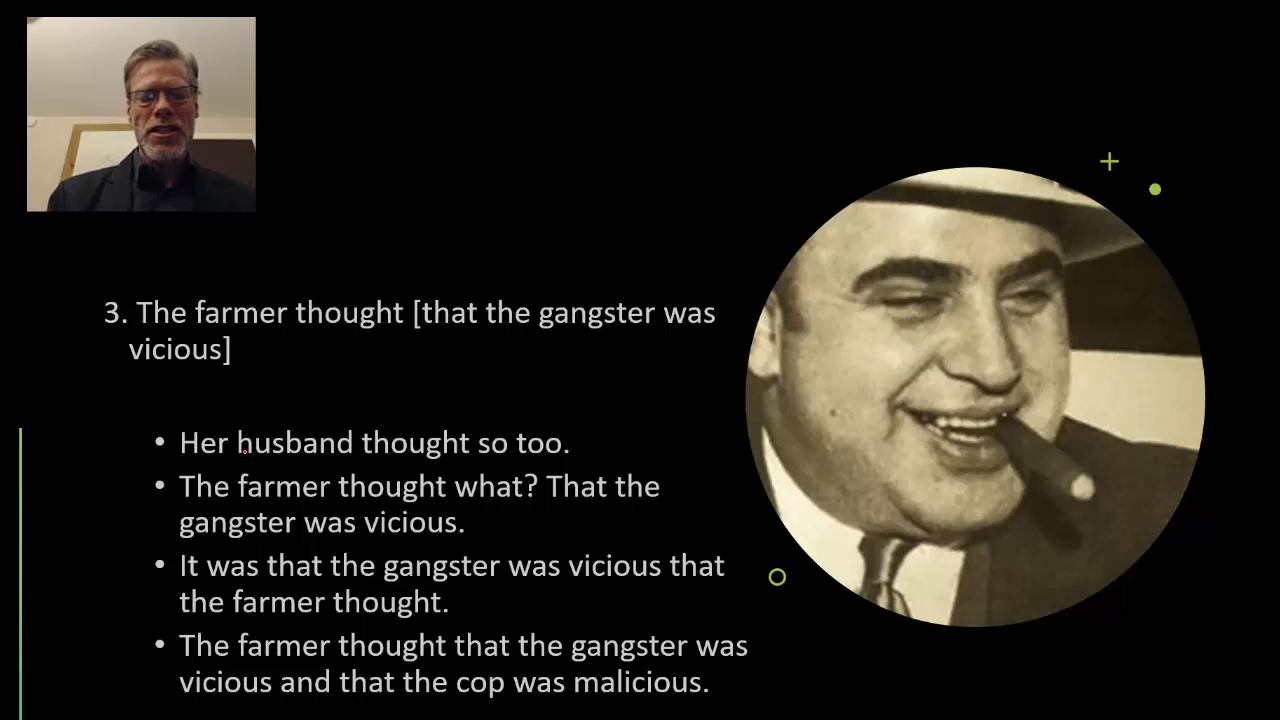 3. The farmer thought [that the gangster was
vicious]
• Her husband thought so too.
• The farmer thought what? That the
gangster was vicious.
• It was that the gangster was vicious that
the farmer thought.
• The farmer thought that the gangster was
vicious and that the cop was malicious.